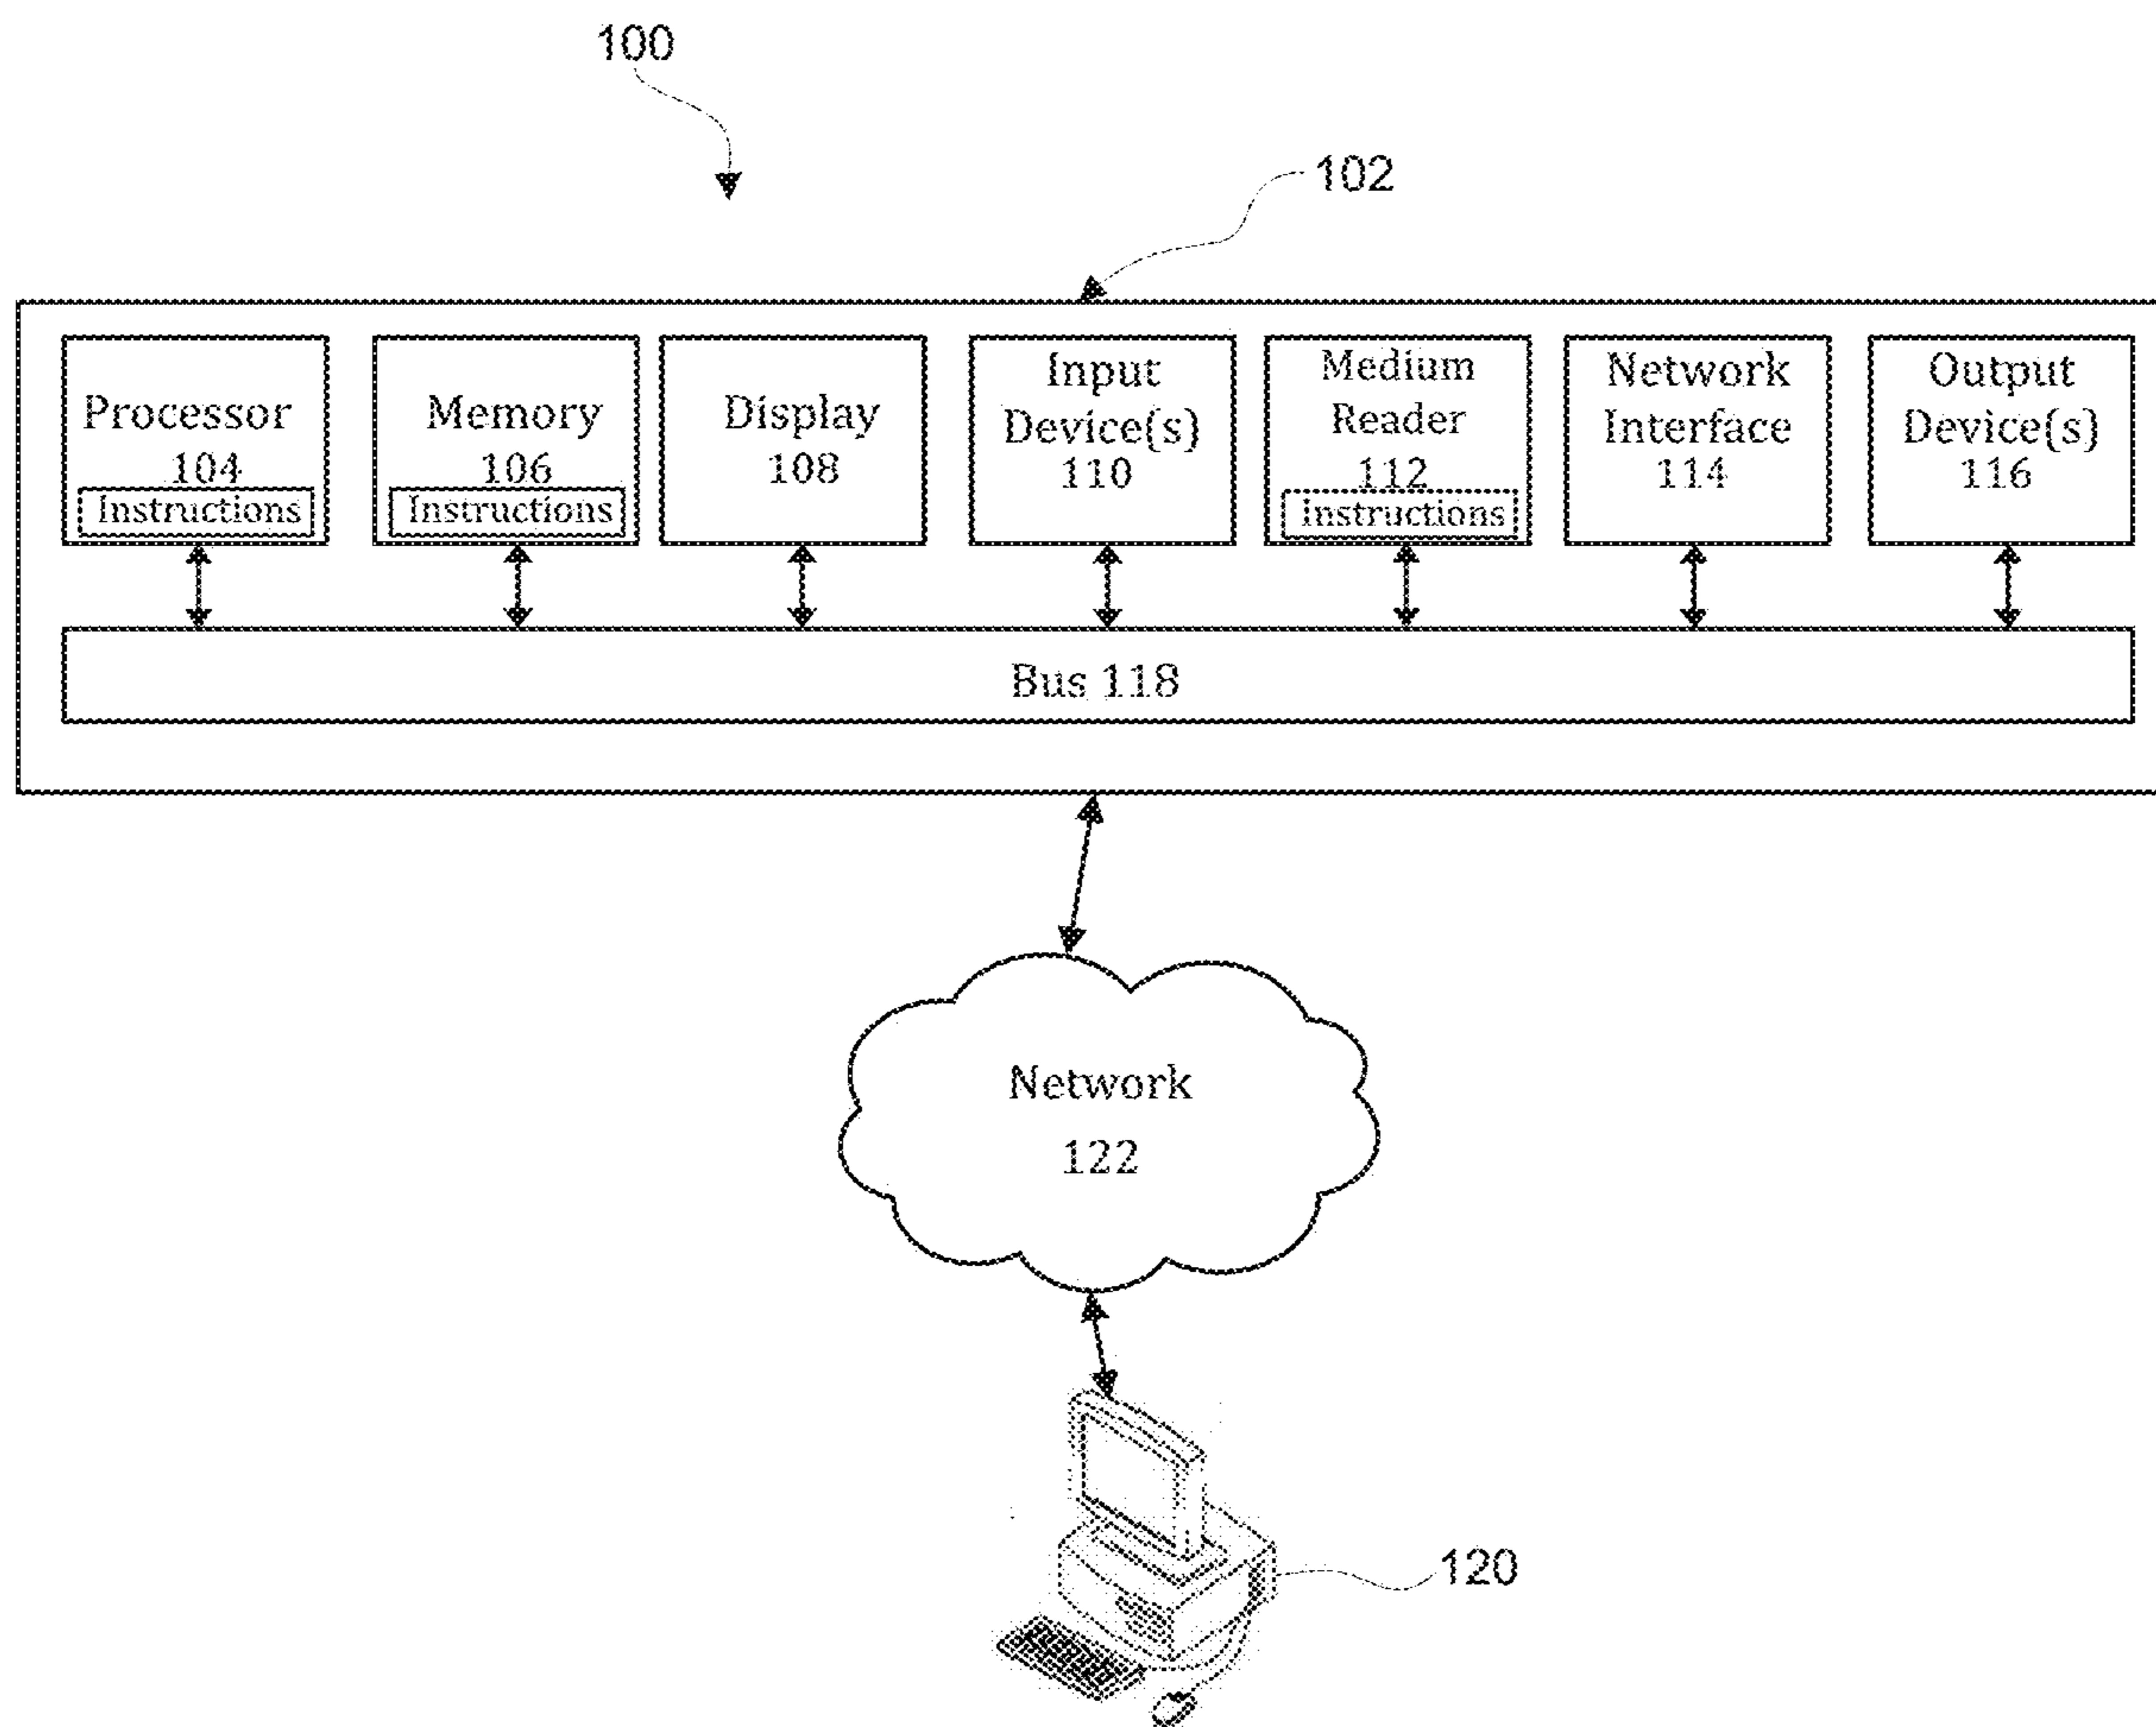 100
102
Processor
104
Instructions
Memory
106
Instructions
Display
108
Input
Device(s)
110
Medium
Reader
112
Instructions
Network
Interface
114
Output
Device(s)
116
Bus 118
Network
122
120